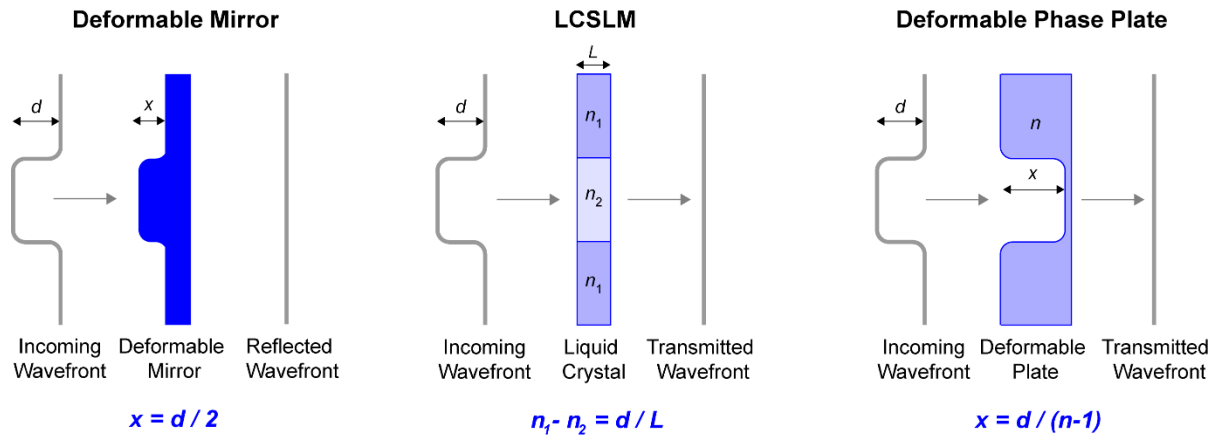 Deformable Mirror
d
x
Incoming
Wavefront
Deformable
Mirror
Reflected
Wavefront
x = d / 2
LCSLM
L
d
n1
n2
n1
Incoming
Wavefront
Liquid
Crystal
Transmitted
Wavefront
n1- n2 = d / L
Deformable Phase Plate
d
n
x
Incoming
Wavefront
Deformable
Plate
Transmitted
Wavefront
x = d / (n-1)